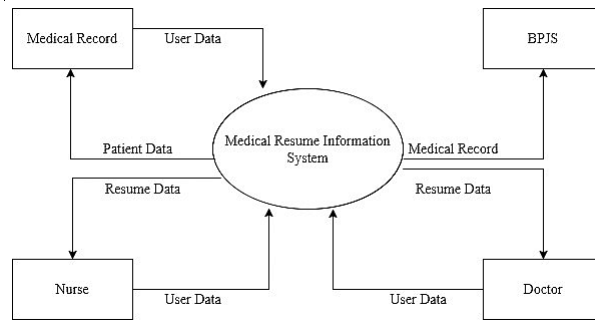 Medical Record
User Data
BPJS
Medical Resume Information
System
Patient Data
Medical Record
Resume Data
Resume Data
Nurse
User Data
User Data
Doctor